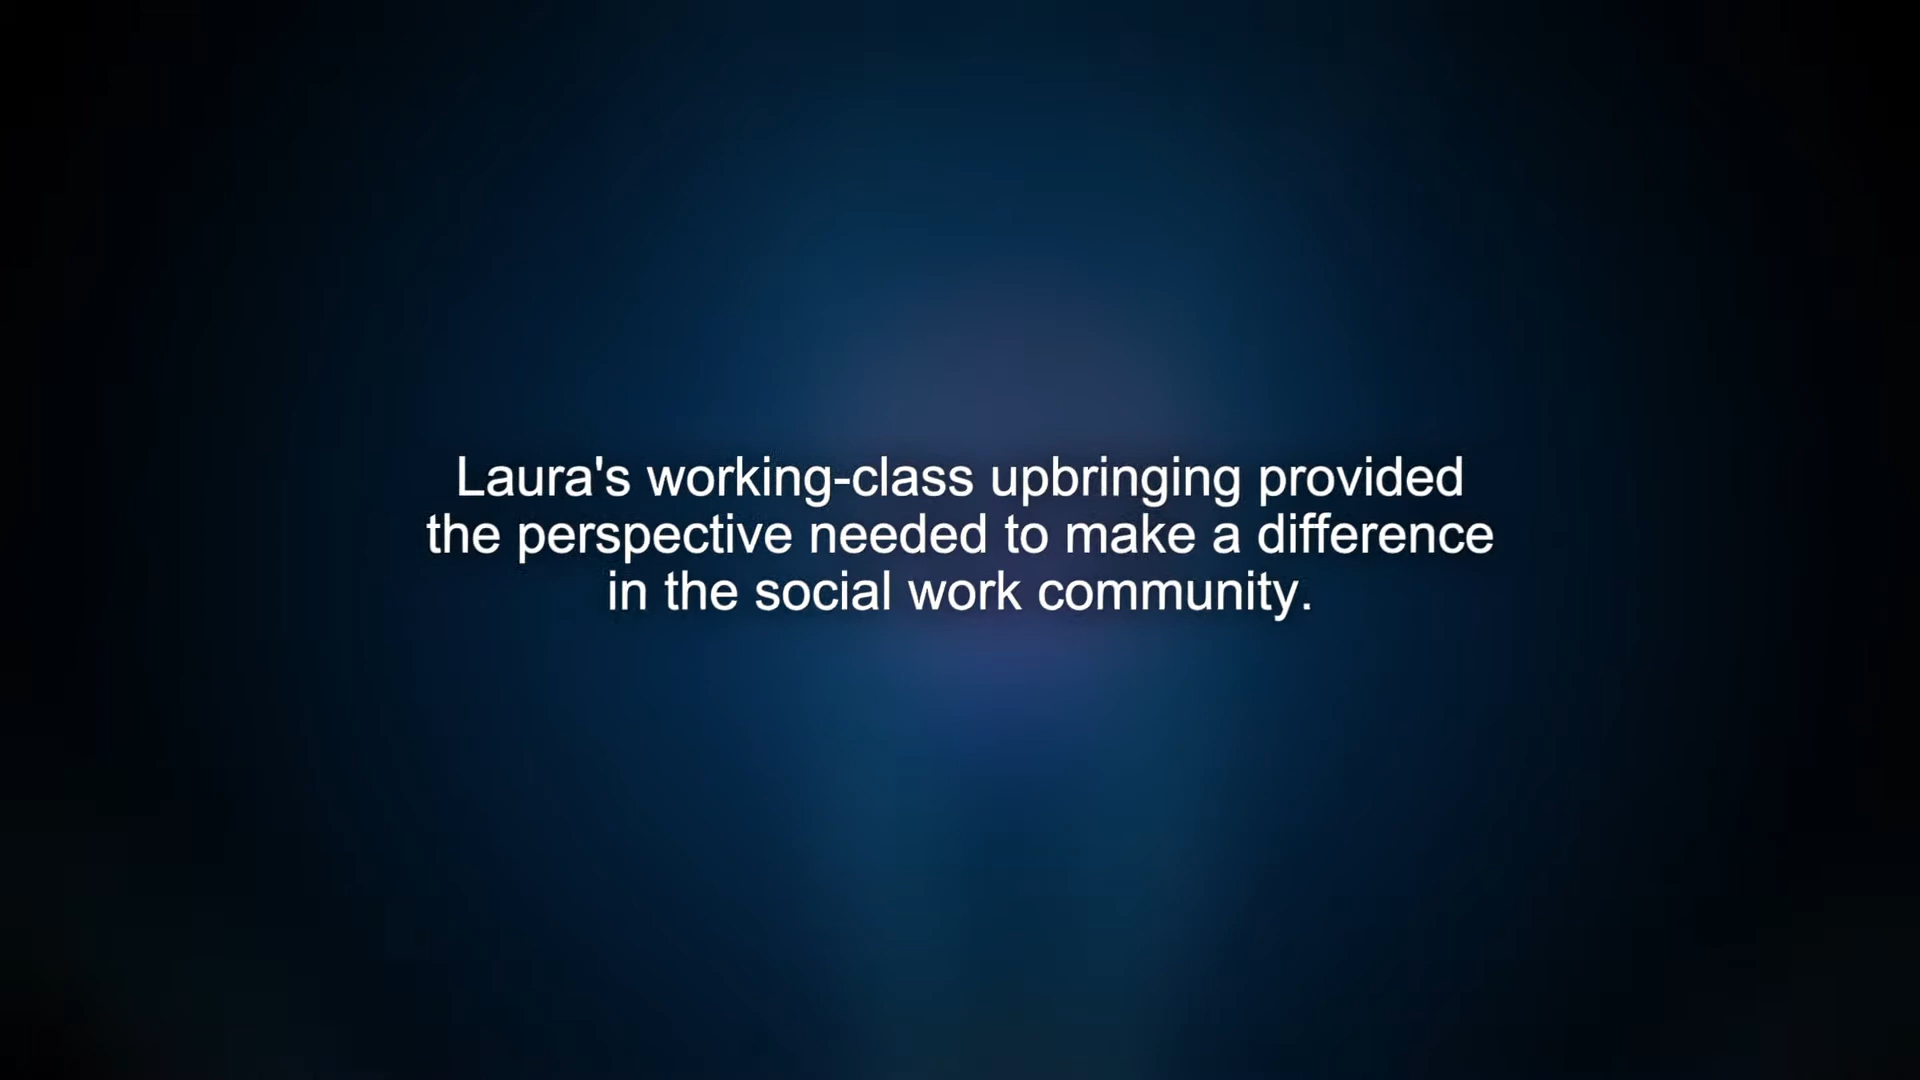 Laura's working-class upbringing provided
the perspective needed to make a difference
in the social work community.